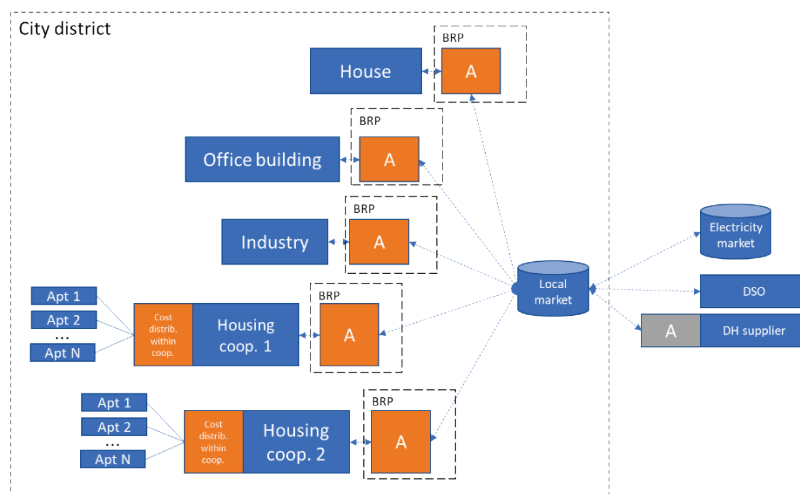 City district
BRP
House
A
BRP
Office building
A
BRP
Industry
A
Electricity
market
Local
market
DSO
A
DH supplier
BRP
Apt 1
Apt 2
...
Apt N
Cost
distrib.
within
coop.
Housing
coop. 1
A
BRP
Apt 1
Apt 2
...
Apt N
Cost
distrib.
within
coop.
Housing
coop. 2
A